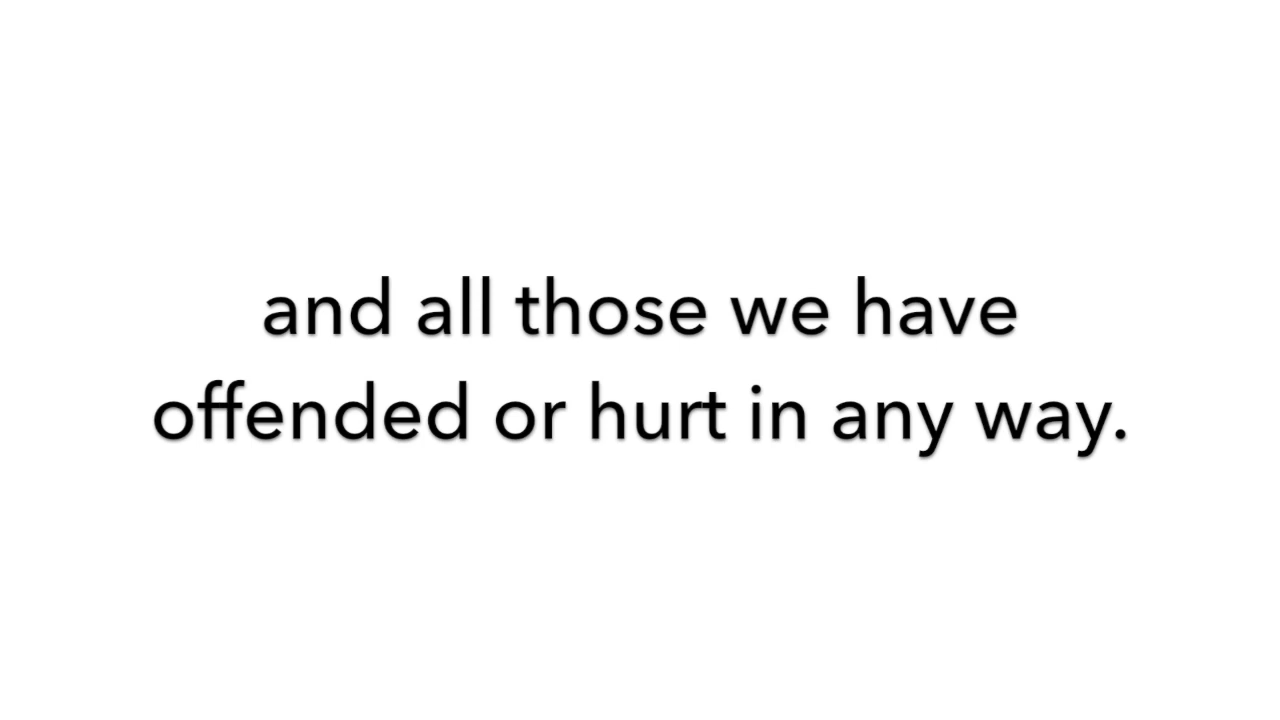 and all those we have
offended or hurt in any way.